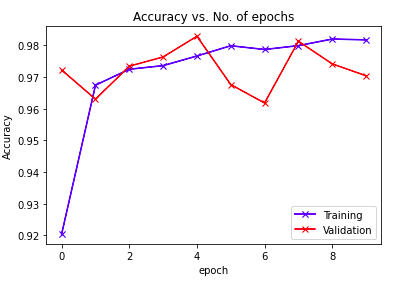 Accuracy vs. No. of epochs
Accuracy
0.98
0.97
0.96
0.95
0.94
0.93
0.92
0 2 4 6 8
epoch
Training
Validation